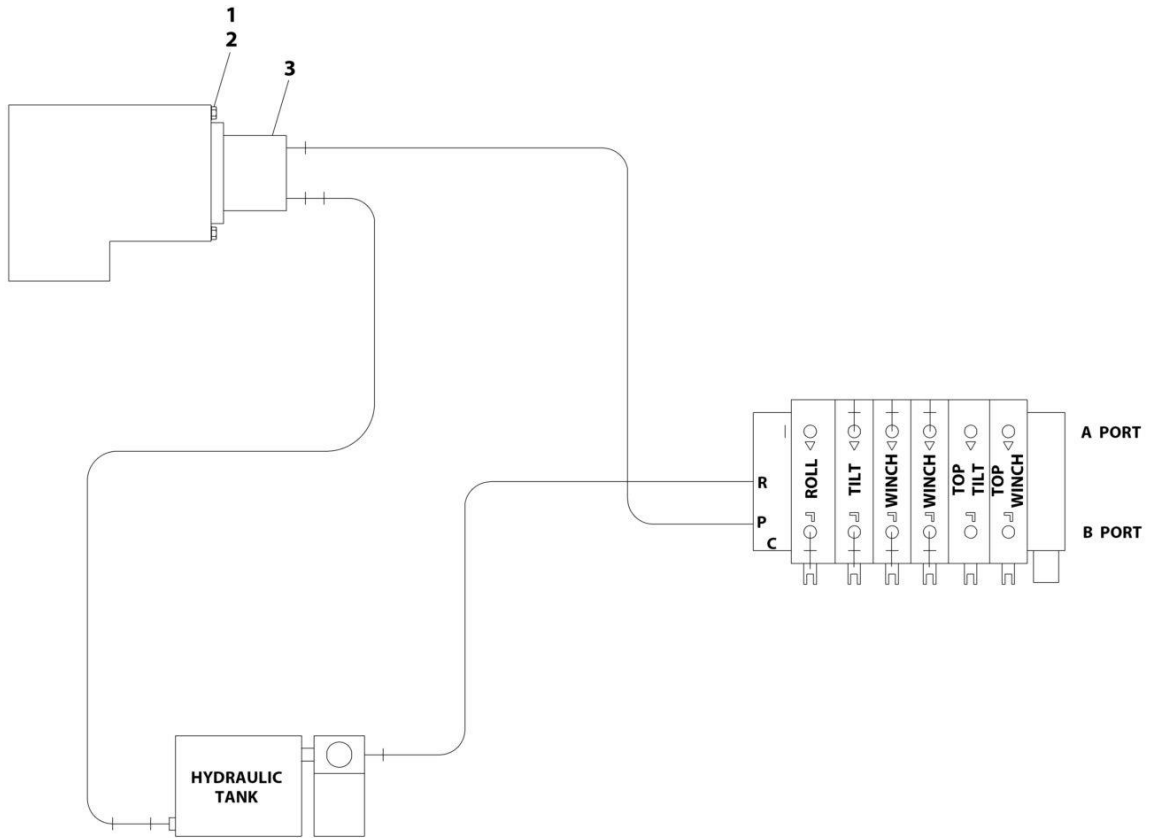 1
2
3
A PORT
R
ROLL
TILT
WINCH
WINCH
TOP
TILT
TOP
WINCH
P
C
B PORT
HYDRAULIC
TANK